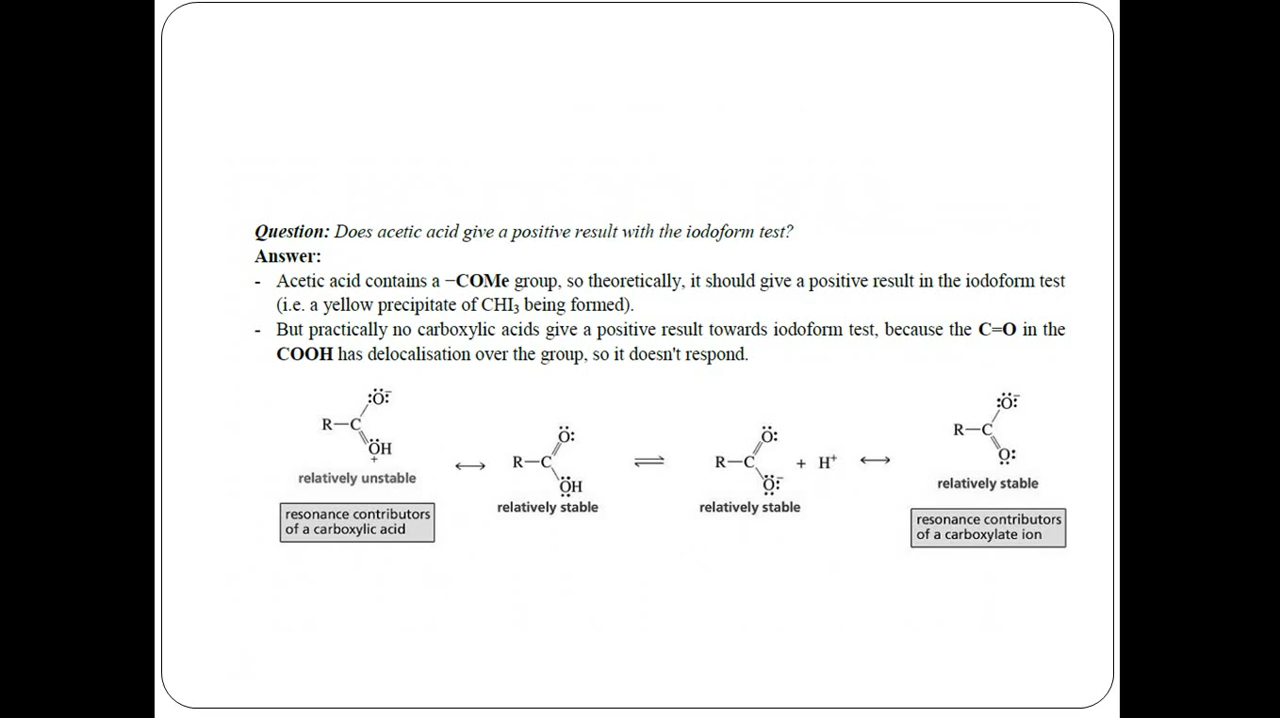 Question: Does acetic acid give a positive result with the iodoform test?
Answer:
- Acetic acid contains a −COMe group, so theoretically, it should give a positive result in the iodoform test
(i.e. a yellow precipitate of CHI₃ being formed).
- But practically no carboxylic acids give a positive result towards iodoform test, because the C=O in the
COOH has delocalisation over the group, so it doesn't respond.
:Ö:⁻
R—C
ÖH
+
relatively unstable
resonance contributors
of a carboxylic acid
↔
Ö:
R—C
ÖH
relatively stable
⇌
Ö:
R—C
Ö:⁻
+ H⁺
relatively stable
↔
:Ö:⁻
R—C
O:
relatively stable
resonance contributors
of a carboxylate ion